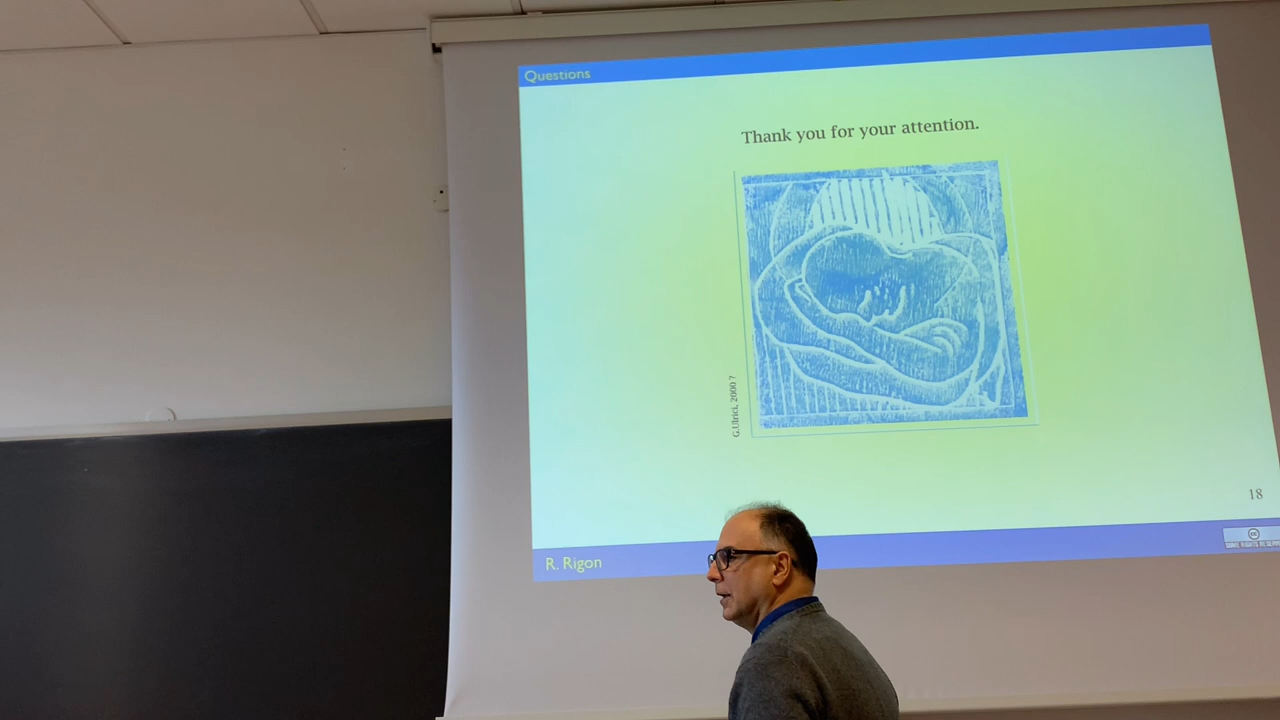 Questions
Thank you for your attention.
G.Ulrici, 2000 ?
18
R. Rigon